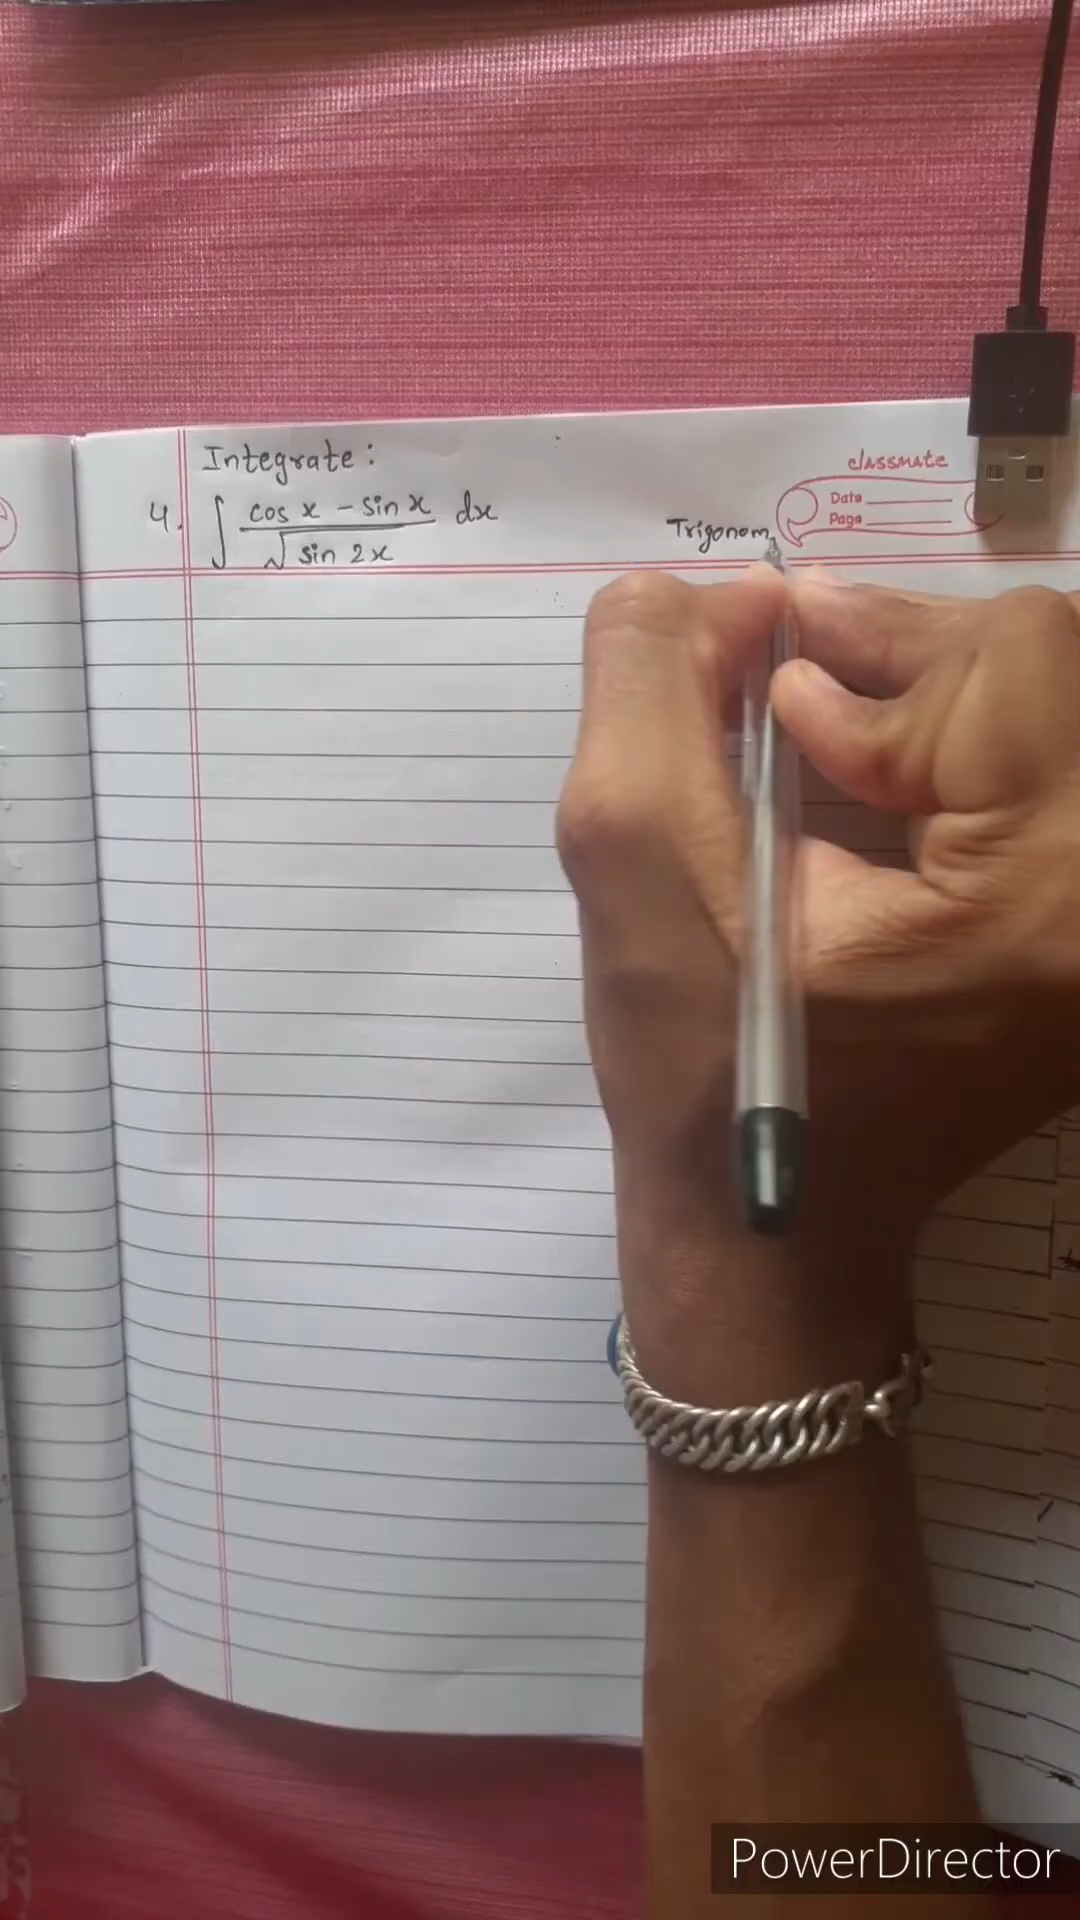 Integrate:
4. ∫ cos x - sin x / √sin 2x dx
classmate
Date
Page
Trigonom
PowerDirector